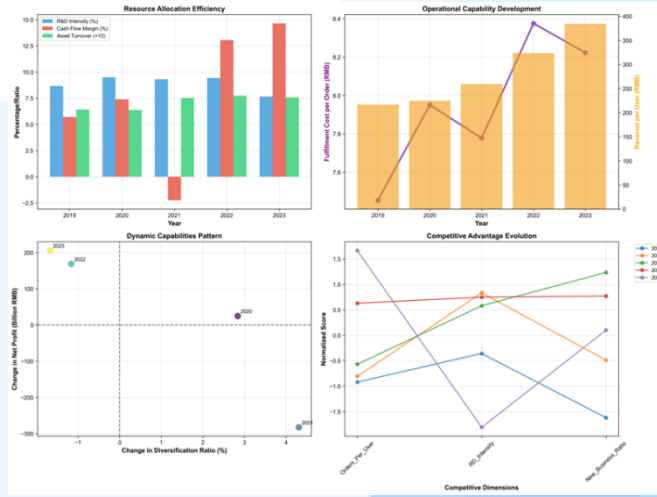 Resource Allocation Efficiency
R&D Intensity (%)
Cash Flow Margin (%)
Asset Turnover (×10)
15.0
12.5
10.0
7.5
5.0
2.5
0.0
−2.5
Percentage/Ratio
2019 2020 2021 2022 2023
Year
Operational Capability Development
8.4
8.2
8.0
7.8
7.6
Fulfillment Cost per Order (RMB)
400
350
300
250
200
150
100
50
0
Revenue per User (RMB)
2019 2020 2021 2022 2023
Year
Dynamic Capabilities Pattern
200
100
0
−100
−200
−300
Change in Net Profit (Billion RMB)
2023
2022
2020
−1 0 1 2 3 4
Change in Diversification Ratio (%)
Competitive Advantage Evolution
1.5
1.0
0.5
0.0
−0.5
−1.0
−1.5
Normalized Score
Orders_Per_User
RD_Intensity
New_Business_Ratio
Competitive Dimensions